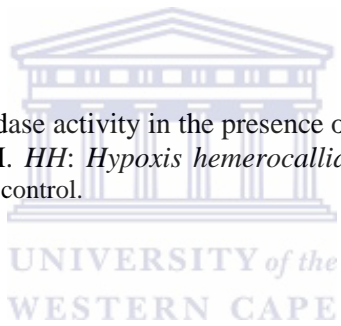 dase activity in the presence o
I. HH: Hypoxis hemerocallid
control.
UNIVERSITY of the
WESTERN CAPE